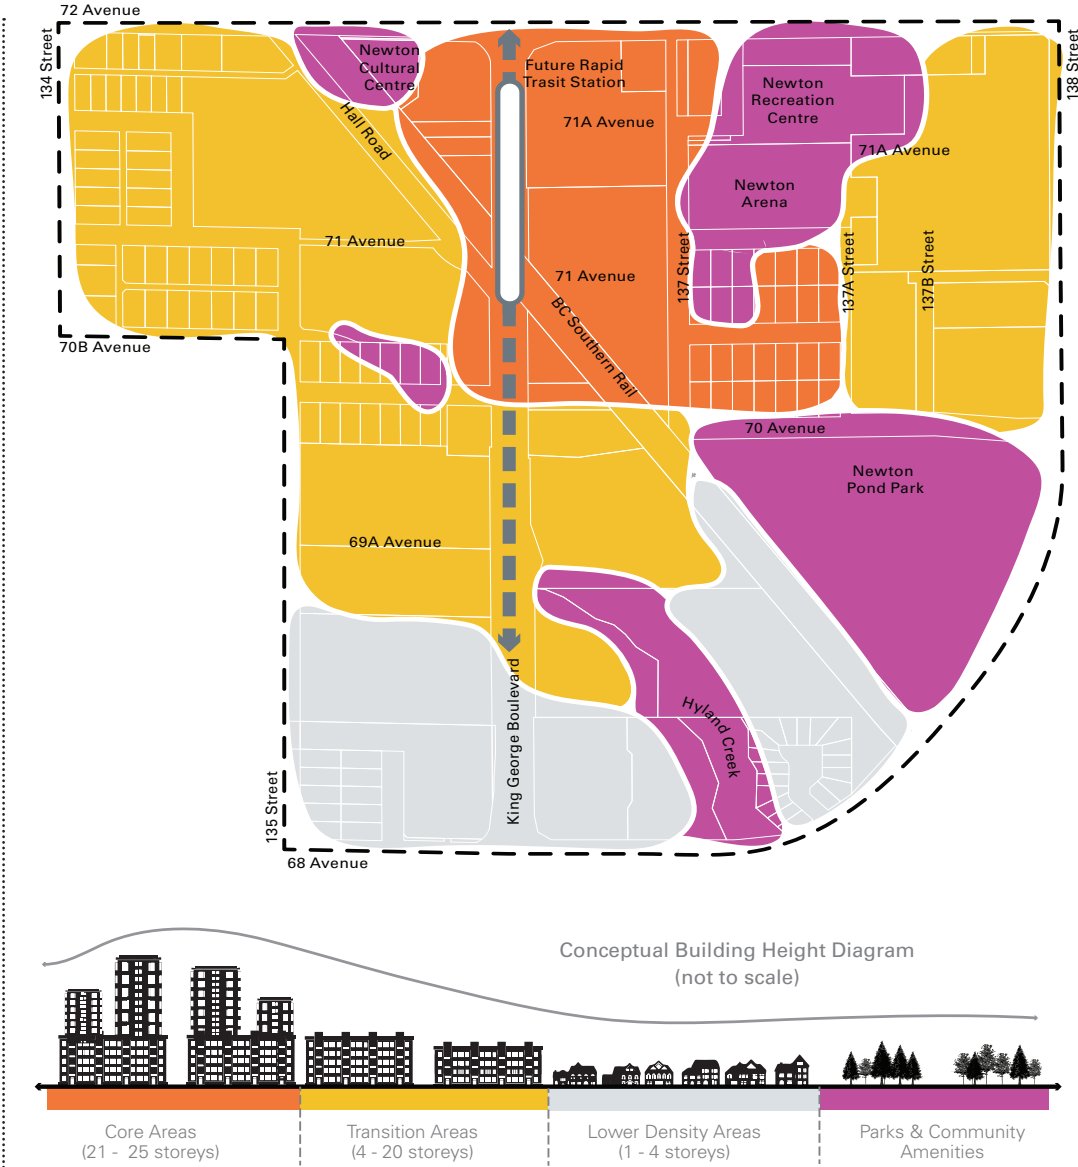 72 Avenue
134 Street
138 Street
Newton
Cultural
Centre
Future Rapid
Trasit Station
Newton
Recreation
Centre
Hall Road
71A Avenue
71A Avenue
Newton
Arena
71 Avenue
137 Street
137A Street
137B Street
71 Avenue
BC Southern Rail
70B Avenue
70 Avenue
Newton
Pond Park
69A Avenue
King George Boulevard
Hyland Creek
135 Street
68 Avenue
Conceptual Building Height Diagram
(not to scale)
Core Areas
(21 - 25 storeys)
Transition Areas
(4 - 20 storeys)
Lower Density Areas
(1 - 4 storeys)
Parks & Community
Amenities